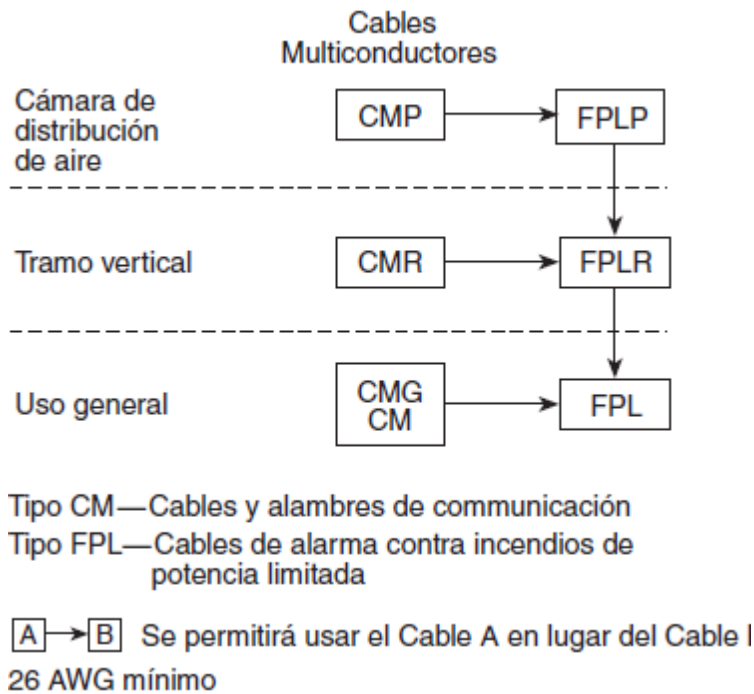 Cables
Multiconductores
Cámara de
distribución
de aire
CMP
FPLP
Tramo vertical
CMR
FPLR
Uso general
CMG
CM
FPL
Tipo CM—Cables y alambres de communicación
Tipo FPL—Cables de alarma contra incendios de
potencia limitada
A B Se permitirá usar el Cable A en lugar del Cable
26 AWG mínimo